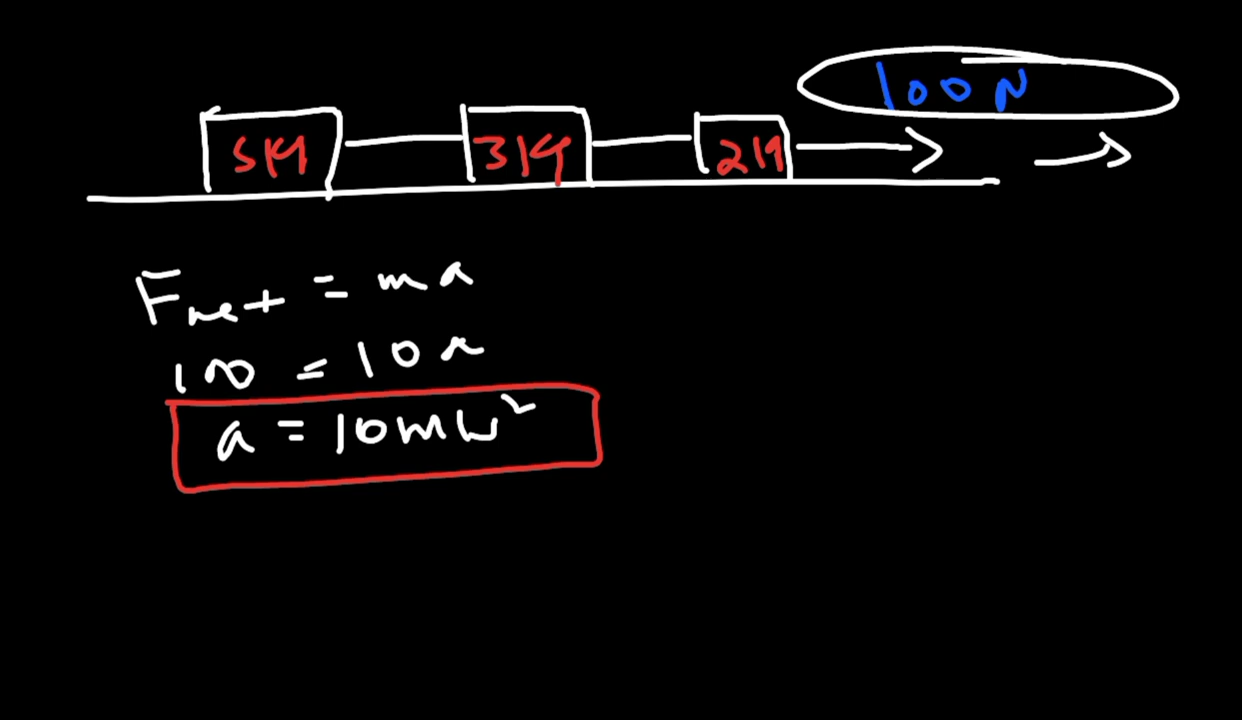 100N
5kg 3kg 2kg
Fnet = ma
100 = 10a
a = 10m/s²